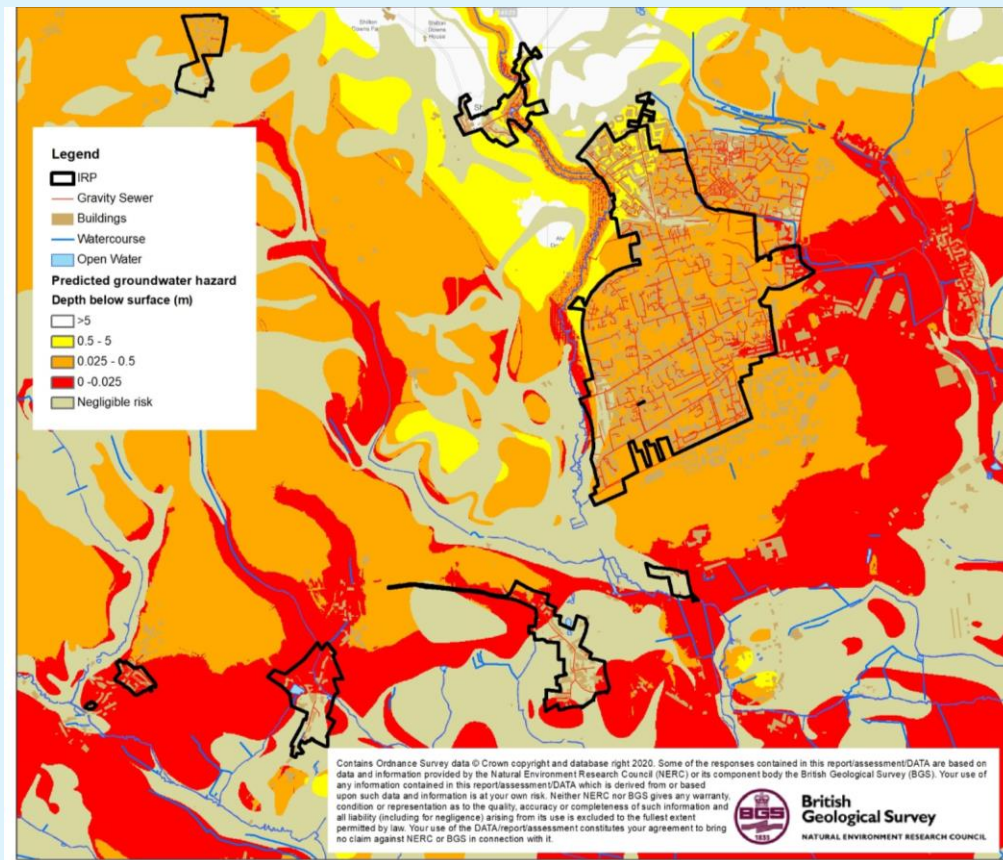 Shilton
Downs Fa
Shilton
Downs
House
Sh
Legend
IRP
Gravity Sewer
Buildings
Watercourse
Open Water
Predicted groundwater hazard
Depth below surface (m)
>5
0.5 - 5
0.025 - 0.5
0 -0.025
Negligible risk
Contains Ordnance Survey data © Crown copyright and database right 2020. Some of the responses contained in this report/assessment/DATA are based on
data and information provided by the Natural Environment Research Council (NERC) or its component body the British Geological Survey (BGS). Your use of
any information contained in this report/assessment/DATA which is derived from or based
upon such data and information is at your own risk. Neither NERC nor BGS gives any warranty,
condition or representation as to the quality, accuracy or completeness of such information and
all liability (including for negligence) arising from its use is excluded to the fullest extent
permitted by law. Your use of the DATA/report/assessment constitutes your agreement to bring
no claim against NERC or BGS in connection with it.
BGS
1835
British
Geological Survey
NATURAL ENVIRONMENT RESEARCH COUNCIL